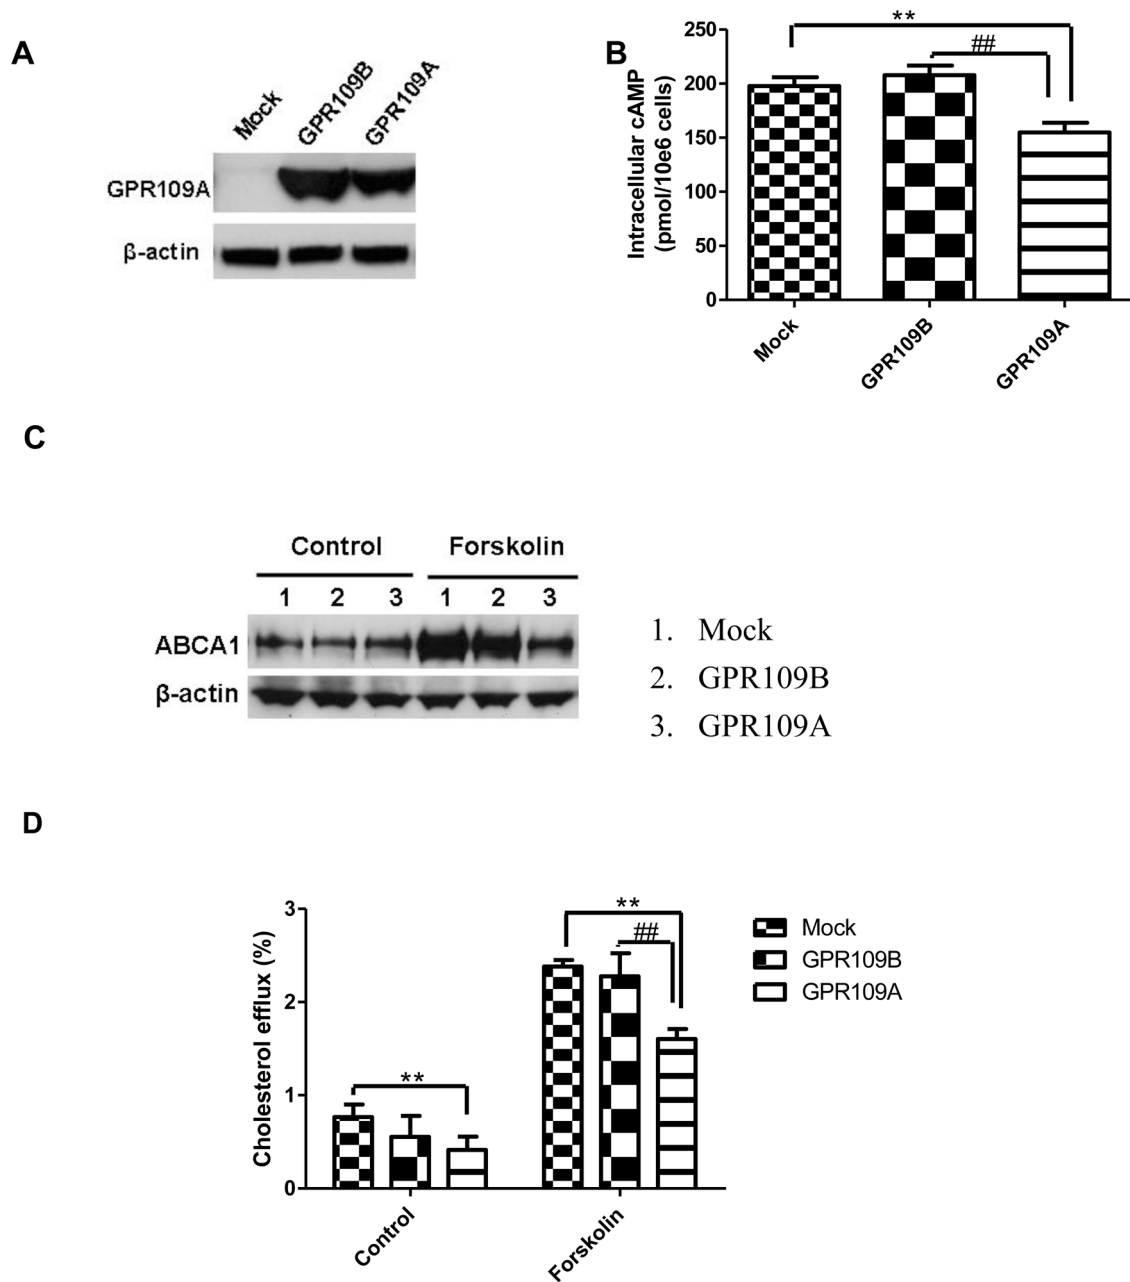 A
Mock
GPR109B
GPR109A
GPR109A
β-actin
B
**
##
Intracellular cAMP
(pmol/10e6 cells)
250
200
150
100
50
0
Mock
GPR109B
GPR109A
C
Control Forskolin
1 2 3 1 2 3
ABCA1
β-actin
1. Mock
2. GPR109B
3. GPR109A
D
Cholesterol efflux (%)
3
2
1
0
**
**
##
Control
Forskolin
Mock
GPR109B
GPR109A